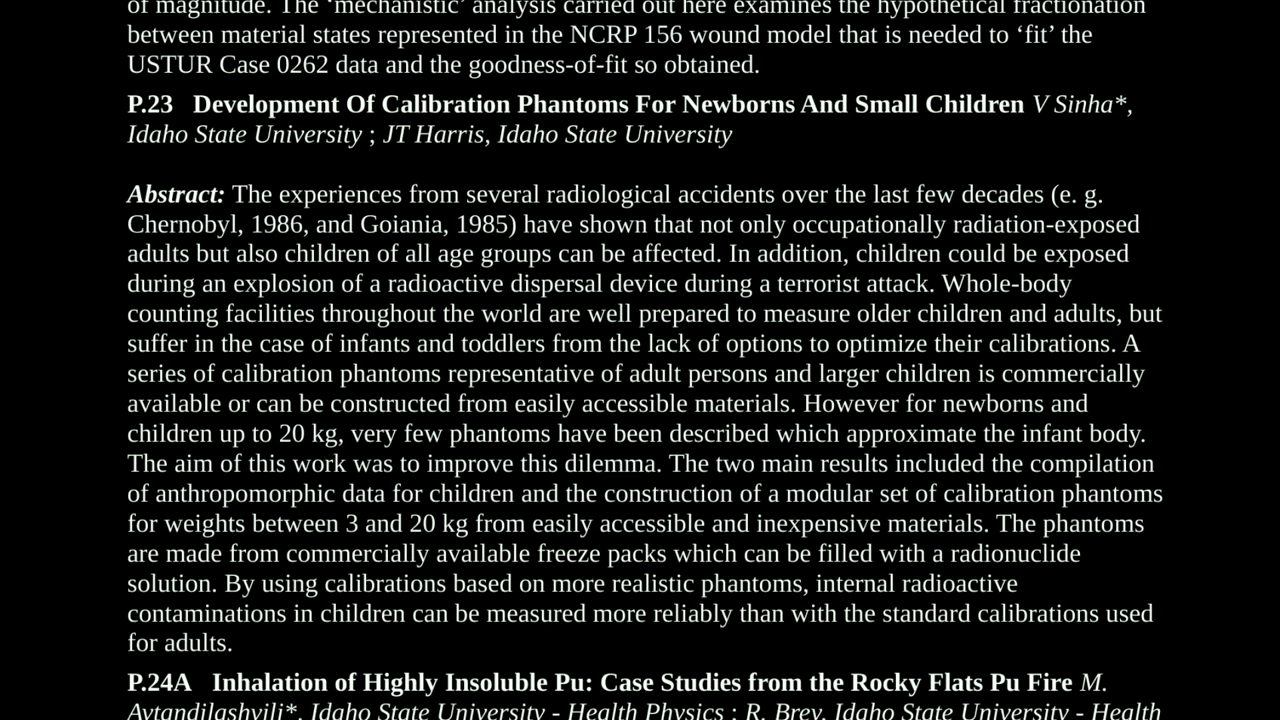 of magnitude. The ‘mechanistic’ analysis carried out here examines the hypothetical fractionation
between material states represented in the NCRP 156 wound model that is needed to ‘fit’ the
USTUR Case 0262 data and the goodness-of-fit so obtained.
P.23 Development Of Calibration Phantoms For Newborns And Small Children V Sinha*,
Idaho State University ; JT Harris, Idaho State University
Abstract: The experiences from several radiological accidents over the last few decades (e. g.
Chernobyl, 1986, and Goiania, 1985) have shown that not only occupationally radiation-exposed
adults but also children of all age groups can be affected. In addition, children could be exposed
during an explosion of a radioactive dispersal device during a terrorist attack. Whole-body
counting facilities throughout the world are well prepared to measure older children and adults, but
suffer in the case of infants and toddlers from the lack of options to optimize their calibrations. A
series of calibration phantoms representative of adult persons and larger children is commercially
available or can be constructed from easily accessible materials. However for newborns and
children up to 20 kg, very few phantoms have been described which approximate the infant body.
The aim of this work was to improve this dilemma. The two main results included the compilation
of anthropomorphic data for children and the construction of a modular set of calibration phantoms
for weights between 3 and 20 kg from easily accessible and inexpensive materials. The phantoms
are made from commercially available freeze packs which can be filled with a radionuclide
solution. By using calibrations based on more realistic phantoms, internal radioactive
contaminations in children can be measured more reliably than with the standard calibrations used
for adults.
P.24A Inhalation of Highly Insoluble Pu: Case Studies from the Rocky Flats Pu Fire M.
Avtandilashvili*, Idaho State University - Health Physics ; R. Brey, Idaho State University - Health